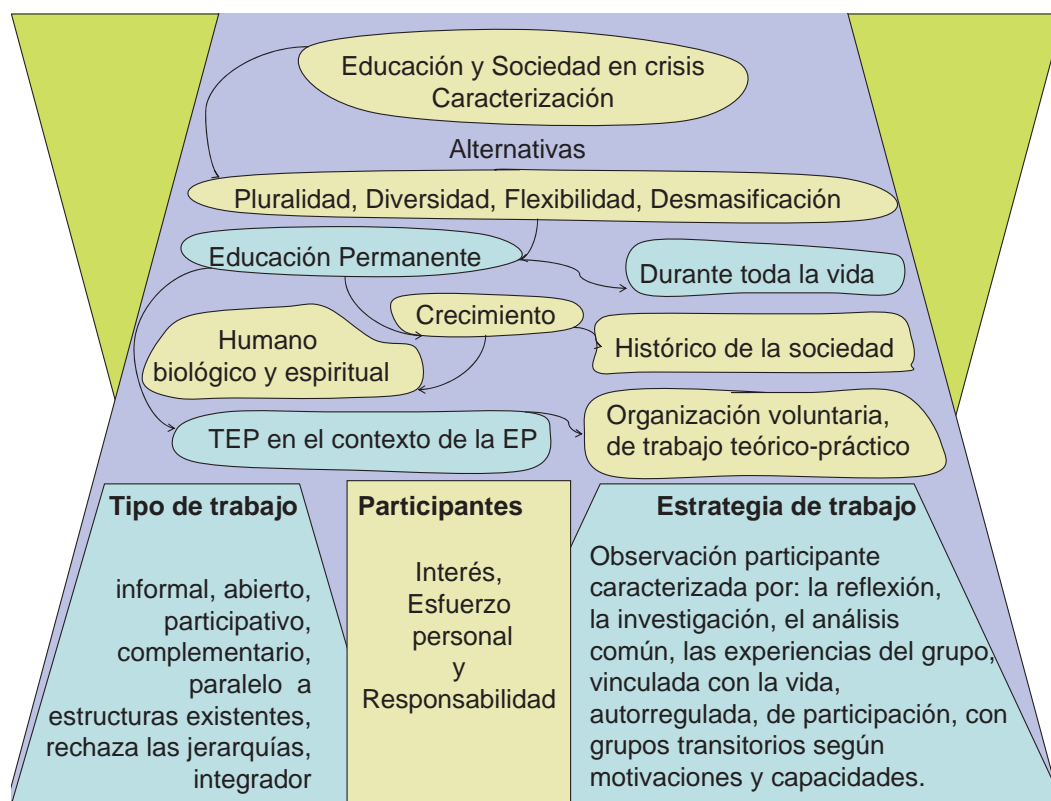 Educación y Sociedad en crisis
Caracterización
Alternativas
Pluralidad, Diversidad, Flexibilidad, Desmasificación
Educación Permanente
Durante toda la vida
Crecimiento
Humano
biológico y espiritual
Histórico de la sociedad
TEP en el contexto de la EP
Organización voluntaria,
de trabajo teórico-práctico
Tipo de trabajo
informal, abierto,
participativo,
complementario,
paralelo a
estructuras existentes,
rechaza las jerarquías,
integrador
Participantes
Interés,
Esfuerzo
personal
y
Responsabilidad
Estrategia de trabajo
Observación participante
caracterizada por: la reflexión,
la investigación, el análisis
común, las experiencias del grupo,
vinculada con la vida,
autorregulada, de participación, con
grupos transitorios según
motivaciones y capacidades.